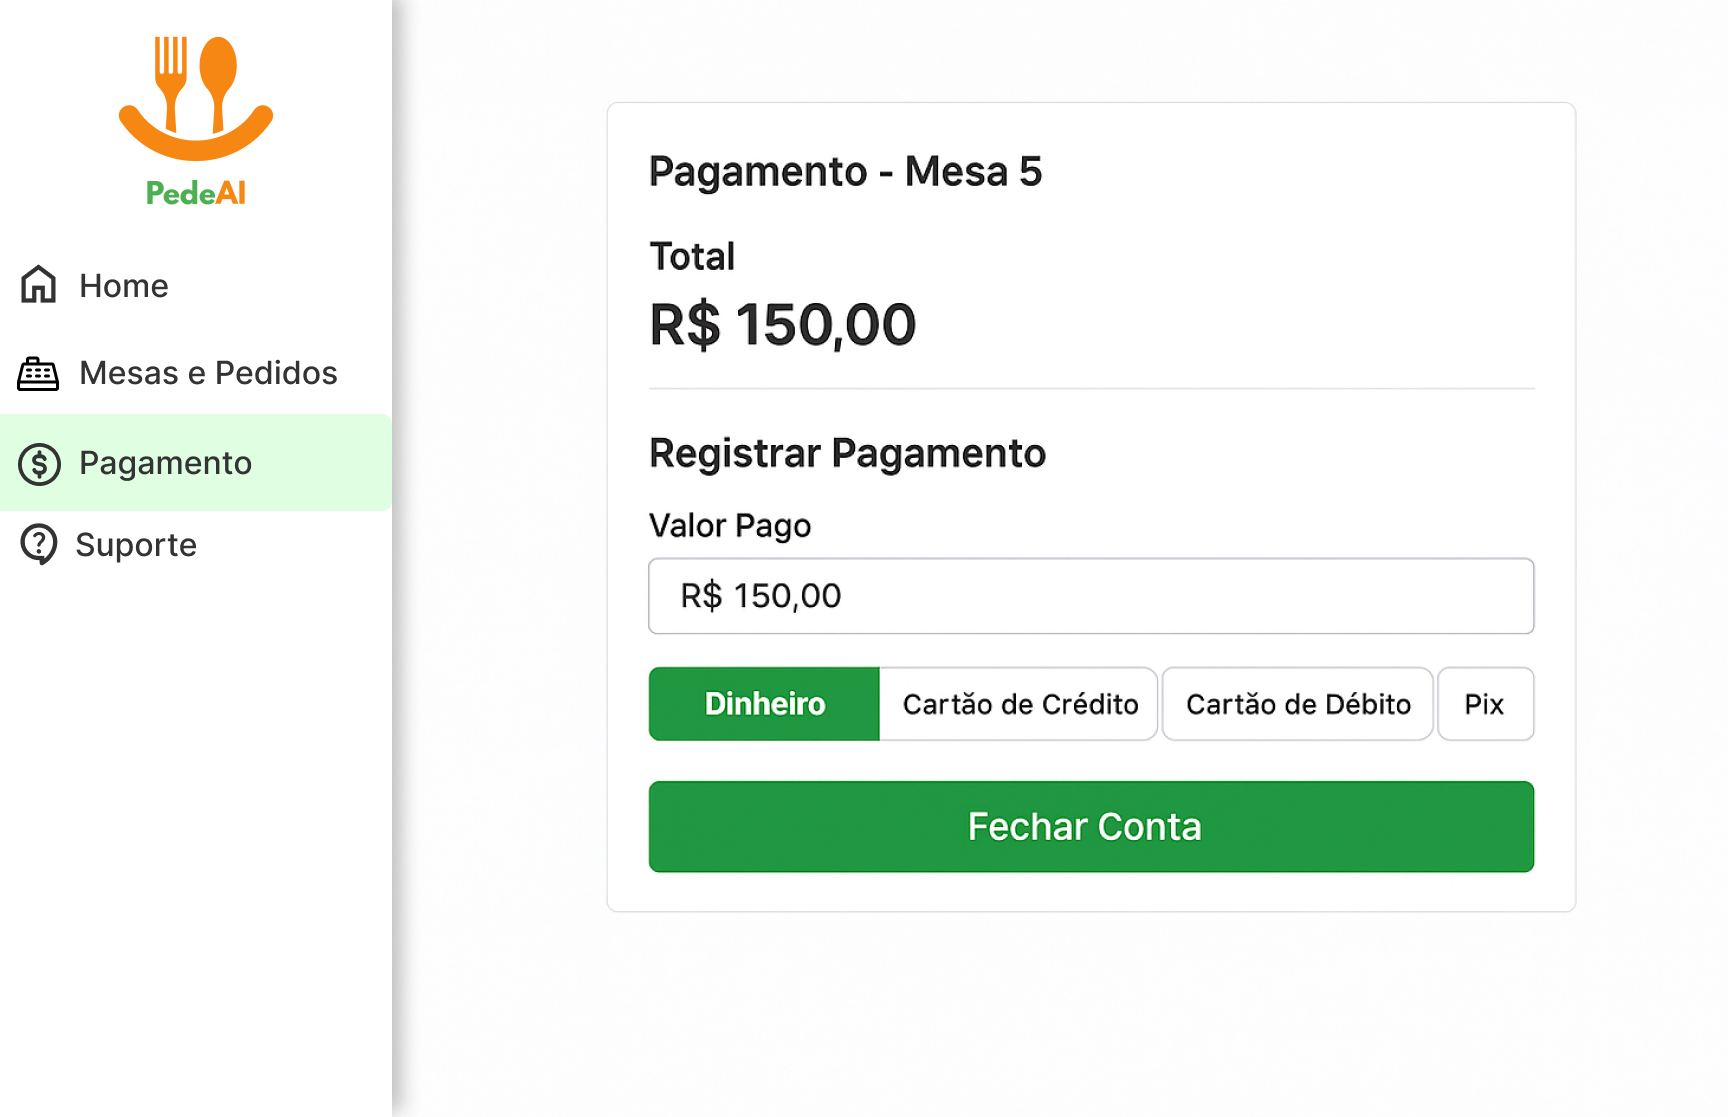 PedeAI
Home
Mesas e Pedidos
Pagamento
Suporte
Pagamento - Mesa 5
Total
R$ 150,00
Registrar Pagamento
Valor Pago
R$ 150,00
Dinheiro
Cartão de Crédito
Cartão de Débito
Pix
Fechar Conta